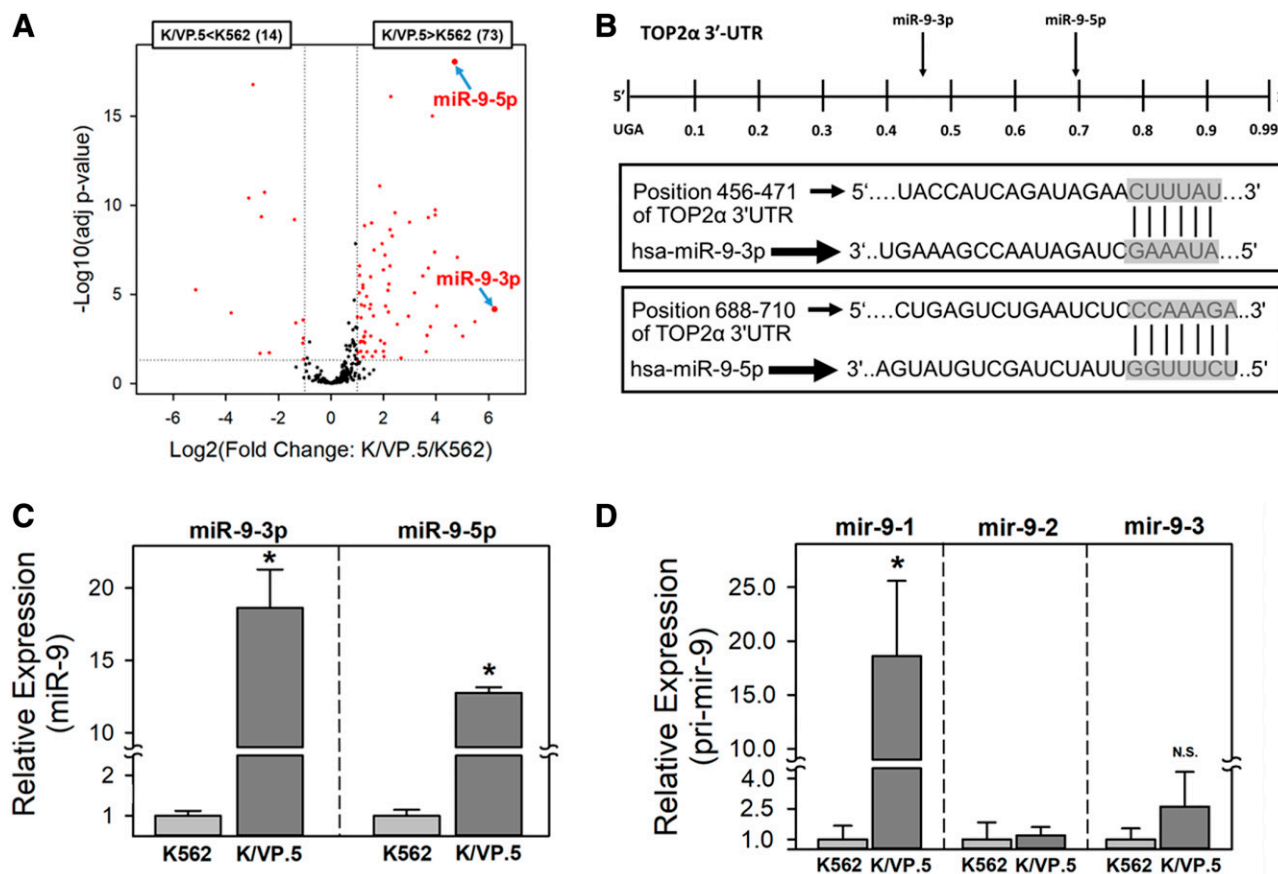 A
K/VP.5<K562 (14)
K/VP.5>K562 (73)
miR-9-5p
miR-9-3p
-Log10(adj p-value)
15
10
5
0
-6 -4 -2 0 2 4 6
Log2(Fold Change: K/VP.5/K562)
B
TOP2α 3′-UTR
miR-9-3p
miR-9-5p
5′
UGA 0.1 0.2 0.3 0.4 0.5 0.6 0.7 0.8 0.9 0.99
Position 456-471 5‘....UACCAUCAGAUAGAACUUUAU...3'
of TOP2α 3'UTR
hsa-miR-9-3p 3‘..UGAAAGCCAAUAGAUCGAAAUA...5'
Position 688-710 5‘....CUGAGUCUGAAUCUCCCAAAGA..3'
of TOP2α 3'UTR
hsa-miR-9-5p 3'..AGUAUGUCGAUCUAUUGGUUUCU..5'
C
miR-9-3p miR-9-5p
Relative Expression
(miR-9)
20
15
10
2
1
*
*
K562 K/VP.5 K562 K/VP.5
D
mir-9-1 mir-9-2 mir-9-3
Relative Expression
(pri-mir-9)
25.0
20.0
15.0
10.0
4.0
2.5
1.0
*
N.S.
K562 K/VP.5 K562 K/VP.5 K562 K/VP.5